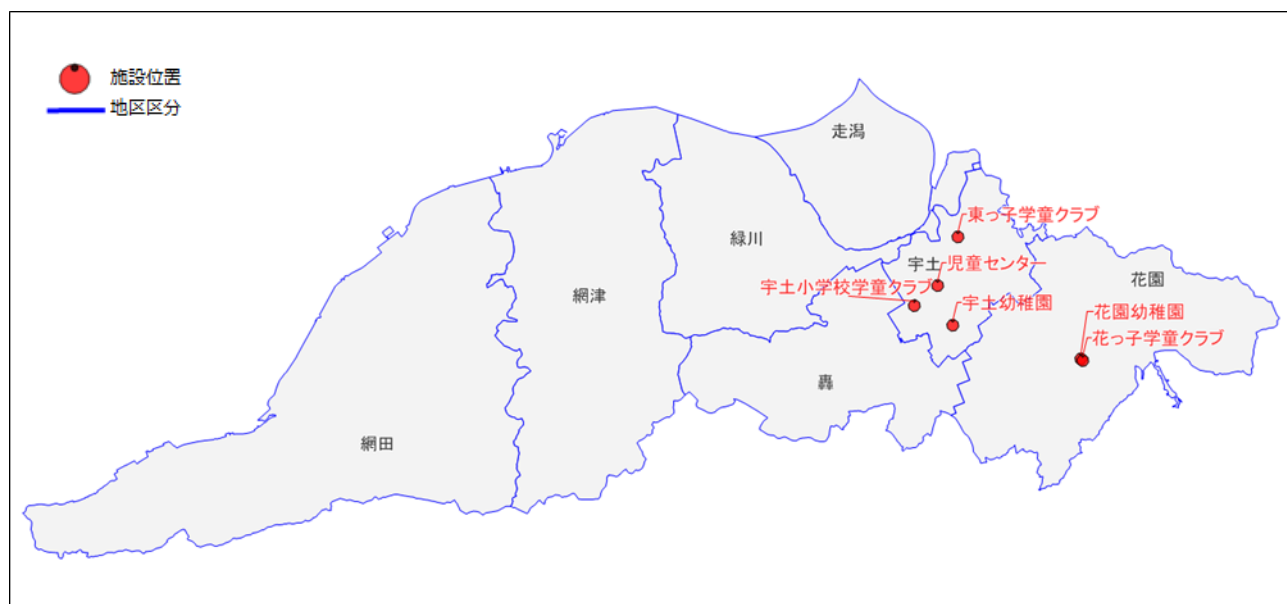 施設位置
地区区分
走潟
東っ子学童クラブ
緑川
宇土
児童センター
花園
宇土小学校学童クラブ
網津
宇土幼稚園
花園幼稚園
花っ子学童クラブ
轟
網田